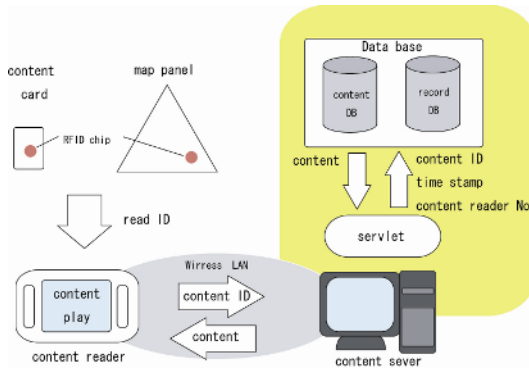 content
card
map panel
RFID chip
read ID
Data base
content
DB
record
DB
content
content ID
time stamp
content reader No
servlet
Wirress LAN
content ID
content
content
play
content reader
content sever